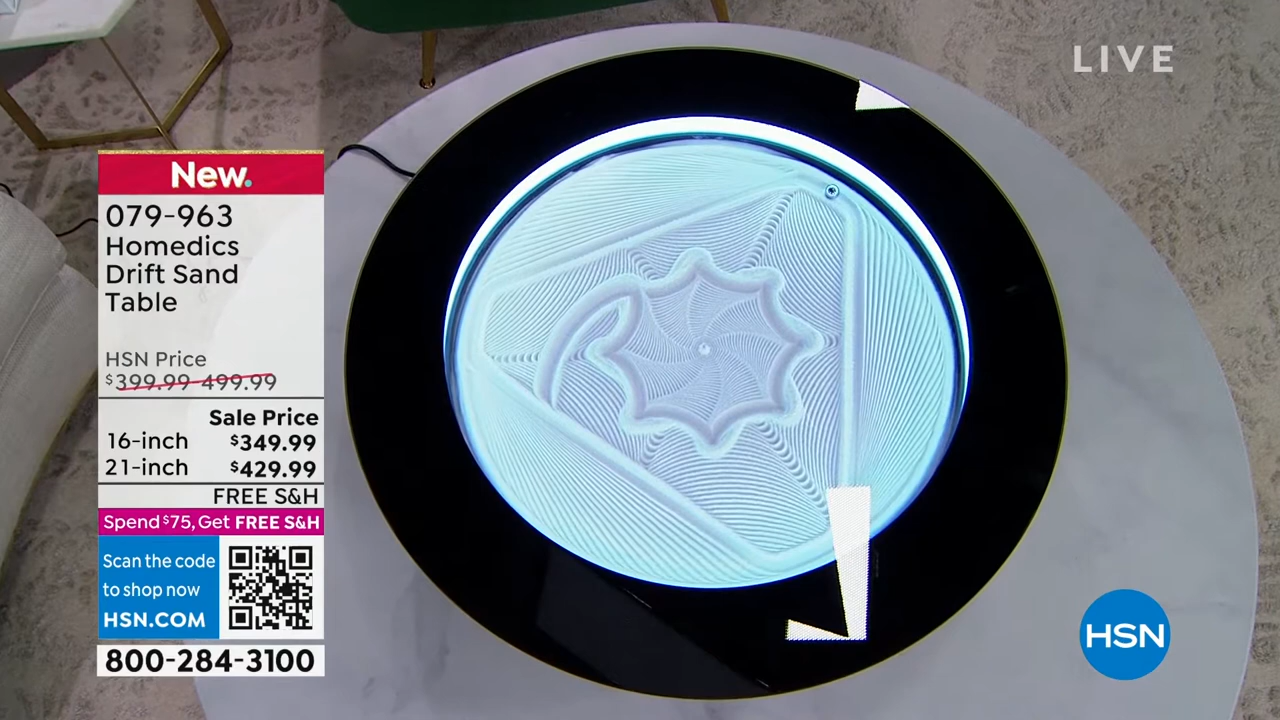 LIVE
New.
079-963
Homedics
Drift Sand
Table
HSN Price
$399.99-499.99
Sale Price
16-inch $349.99
21-inch $429.99
FREE S&H
Spend $75, Get FREE S&H
Scan the code
to shop now
HSN.COM
800-284-3100
HSN